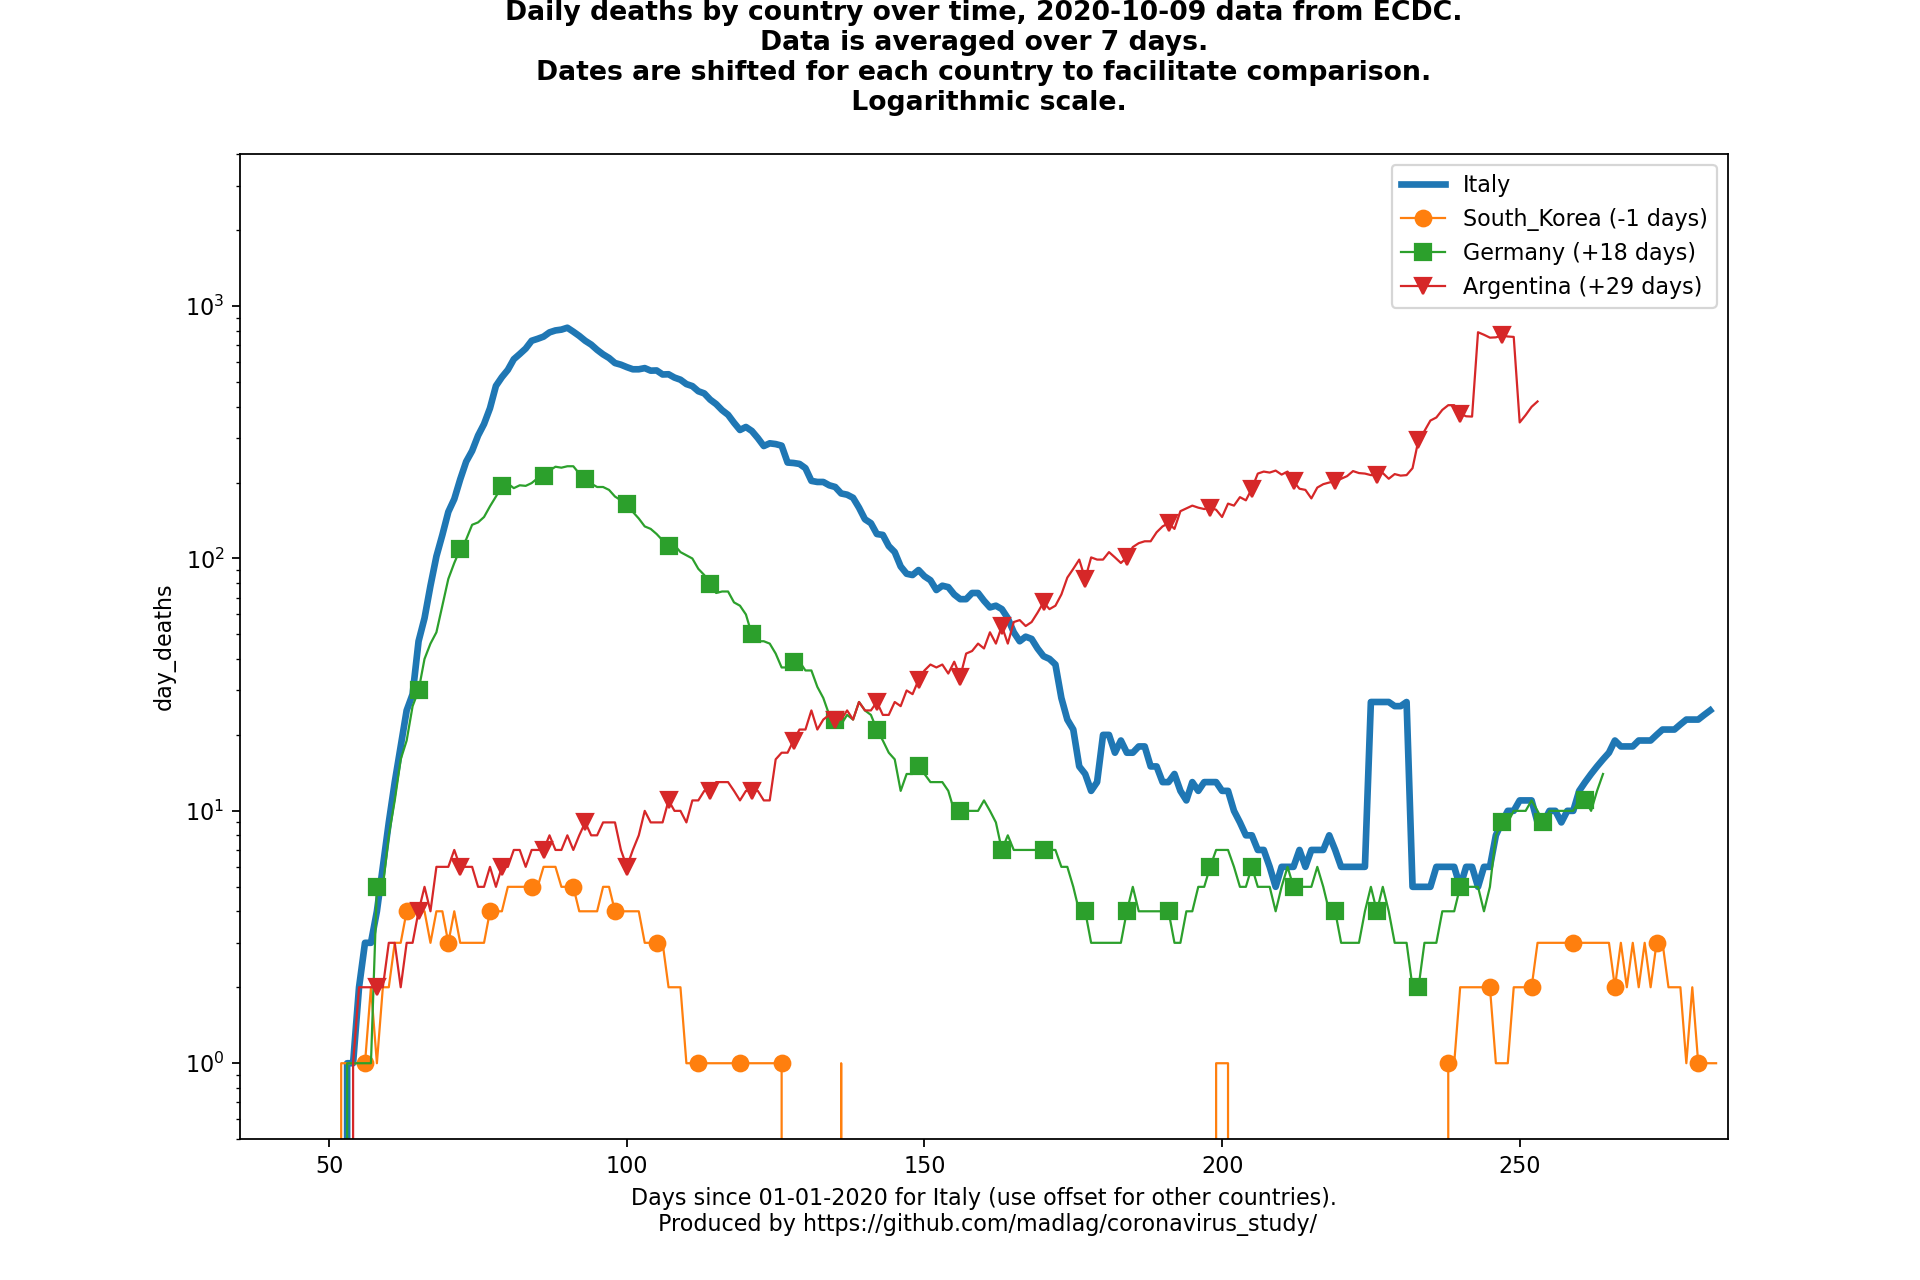 Daily deaths by country over time, 2020-10-09 data from ECDC.
Data is averaged over 7 days.
Dates are shifted for each country to facilitate comparison.
Logarithmic scale.
Italy
South_Korea (-1 days)
Germany (+18 days)
Argentina (+29 days)
10³
10²
10¹
10⁰
day_deaths
50 100 150 200 250
Days since 01-01-2020 for Italy (use offset for other countries).
Produced by https://github.com/madlag/coronavirus_study/